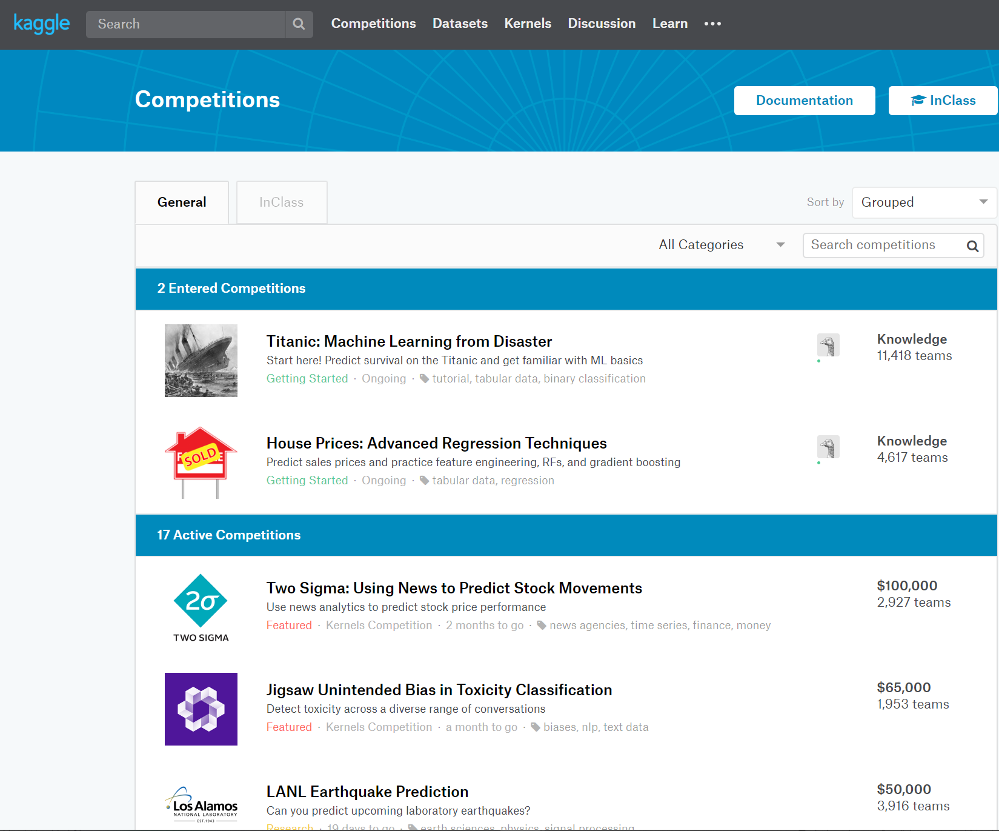 kaggle Search Competitions Datasets Kernels Discussion Learn •••
Competitions
Documentation
InClass
General
InClass
Sort by Grouped
All Categories
Search competitions
2 Entered Competitions
Titanic: Machine Learning from Disaster
Start here! Predict survival on the Titanic and get familiar with ML basics
Getting Started · Ongoing · tutorial, tabular data, binary classification
Knowledge
11,418 teams
SOLD
House Prices: Advanced Regression Techniques
Predict sales prices and practice feature engineering, RFs, and gradient boosting
Getting Started · Ongoing · tabular data, regression
Knowledge
4,617 teams
17 Active Competitions
2σ
TWO SIGMA
Two Sigma: Using News to Predict Stock Movements
Use news analytics to predict stock price performance
Featured · Kernels Competition · 2 months to go · news agencies, time series, finance, money
$100,000
2,927 teams
Jigsaw Unintended Bias in Toxicity Classification
Detect toxicity across a diverse range of conversations
Featured · Kernels Competition · a month to go · biases, nlp, text data
$65,000
1,953 teams
Los Alamos
NATIONAL LABORATORY
EST. 1943
LANL Earthquake Prediction
Can you predict upcoming laboratory earthquakes?
Research · 19 days to go · earth sciences, physics, signal processing
$50,000
3,916 teams